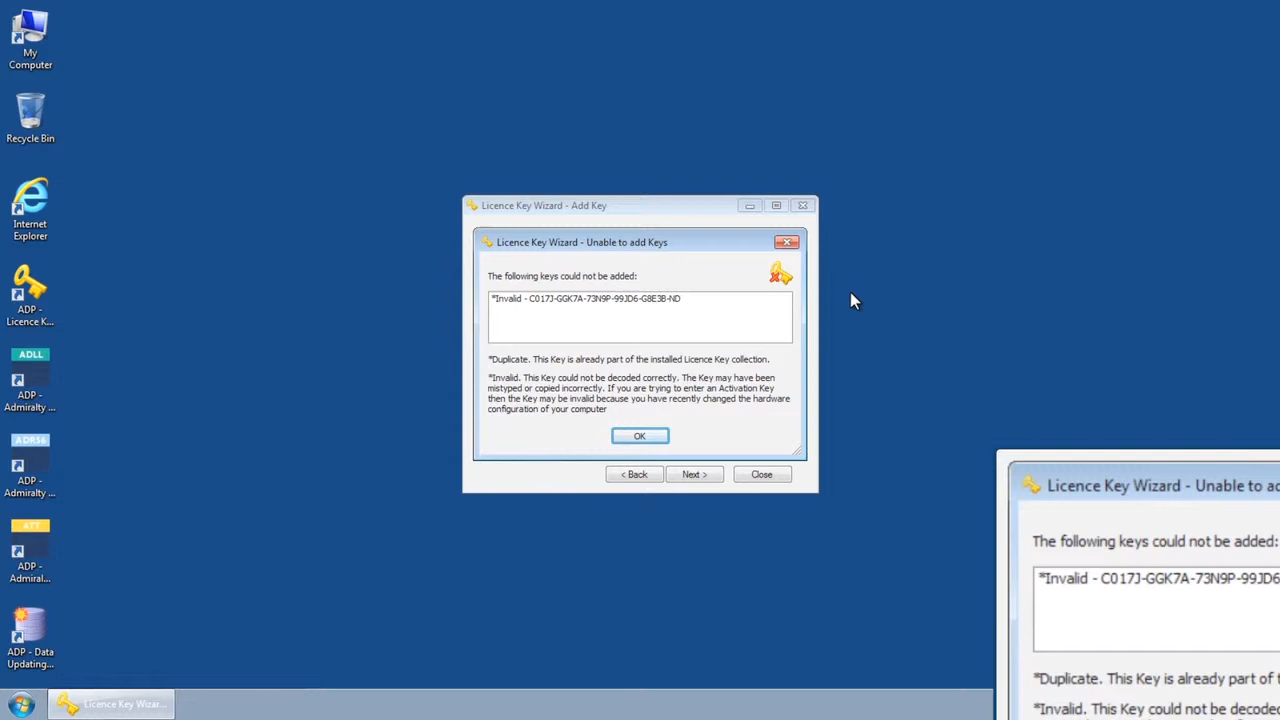 My
Computer
Recycle Bin
Internet
Explorer
ADP -
Licence K...
ADLL
ADP -
Admiralty ...
ADRS6
ADP -
Admiralty ...
ATT
ADP -
Admiral...
ADP - Data
Updating...
Licence Key Wizard - Add Key
Licence Key Wizard - Unable to add Keys
The following keys could not be added:
*Invalid - C017J-GGK7A-73N9P-99JD6-G8E3B-ND
*Duplicate. This Key is already part of the installed Licence Key collection.
*Invalid. This Key could not be decoded correctly. The Key may have been
mistyped or copied incorrectly. If you are trying to enter an Activation Key
then the Key may be invalid because you have recently changed the hardware
configuration of your computer
OK
< Back
Next >
Close
Licence Key Wizard - Unable to ad
The following keys could not be added:
*Invalid - C017J-GGK7A-73N9P-99JD6
*Duplicate. This Key is already part of t
*Invalid. This Key could not be decode
Licence Key Wizar...